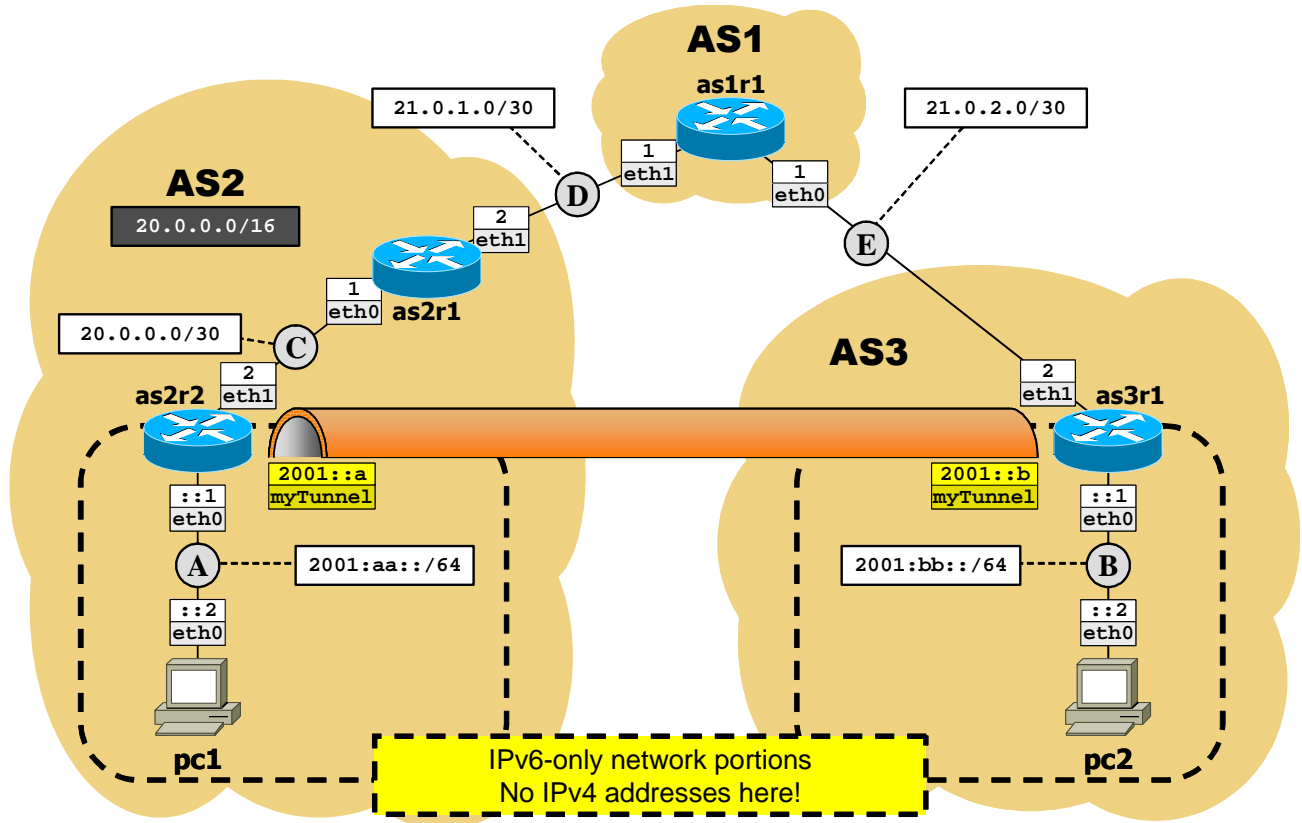 AS1
as1r1
21.0.1.0/30
21.0.2.0/30
1
eth1
1
eth0
D
AS2
20.0.0.0/16
2
eth1
E
1
eth0
as2r1
20.0.0.0/30
C
AS3
2
eth1
as2r2
2
eth1
as3r1
2001::a
myTunnel
2001::b
myTunnel
::1
eth0
::1
eth0
A
2001:aa::/64
2001:bb::/64
B
::2
eth0
::2
eth0
pc1
pc2
IPv6-only network portions
No IPv4 addresses here!